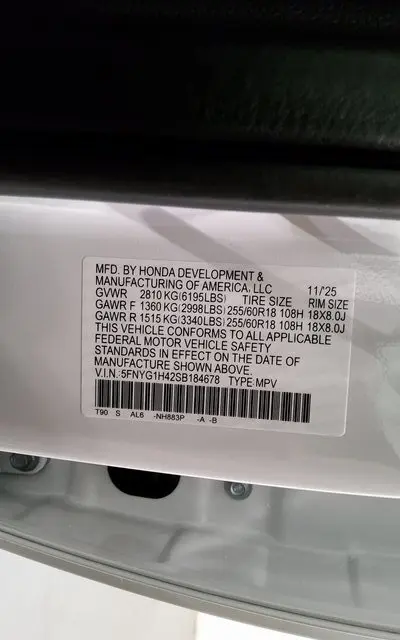 MFD. BY HONDA DEVELOPMENT &
MANUFACTURING OF AMERICA, LLC 11/25
GVWR 2810 KG(6195LBS) TIRE SIZE RIM SIZE
GAWR F 1360 KG(2998LBS) 255/60R18 108H 18X8.0J
GAWR R 1515 KG(3340LBS) 255/60R18 108H 18X8.0J
THIS VEHICLE CONFORMS TO ALL APPLICABLE
FEDERAL MOTOR VEHICLE SAFETY
STANDARDS IN EFFECT ON THE DATE OF
MANUFACTURE SHOWN ABOVE.
V.I.N. 5FNYG1H42SB184678 TYPE MPV
T90 S AL6 -NH883P -A -B